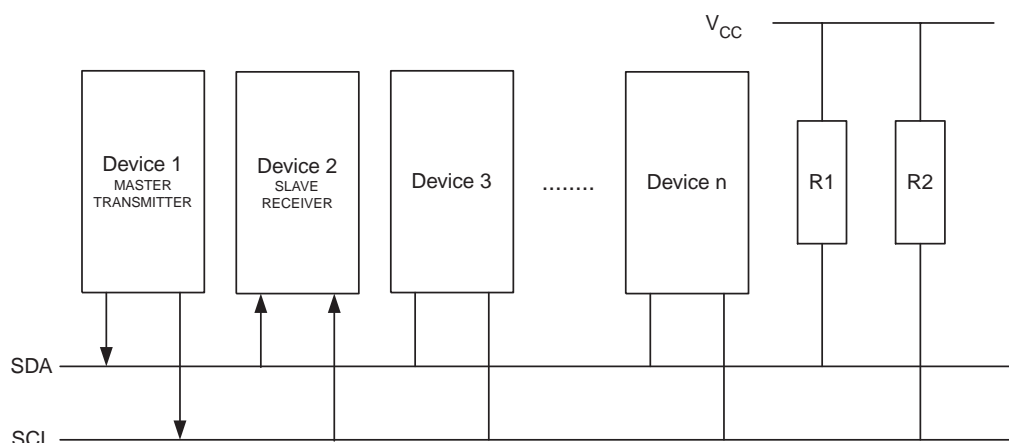 VCC
Device 1
MASTER
TRANSMITTER
Device 2
SLAVE
RECEIVER
Device 3
........
Device n
R1
R2
SDA
SCL